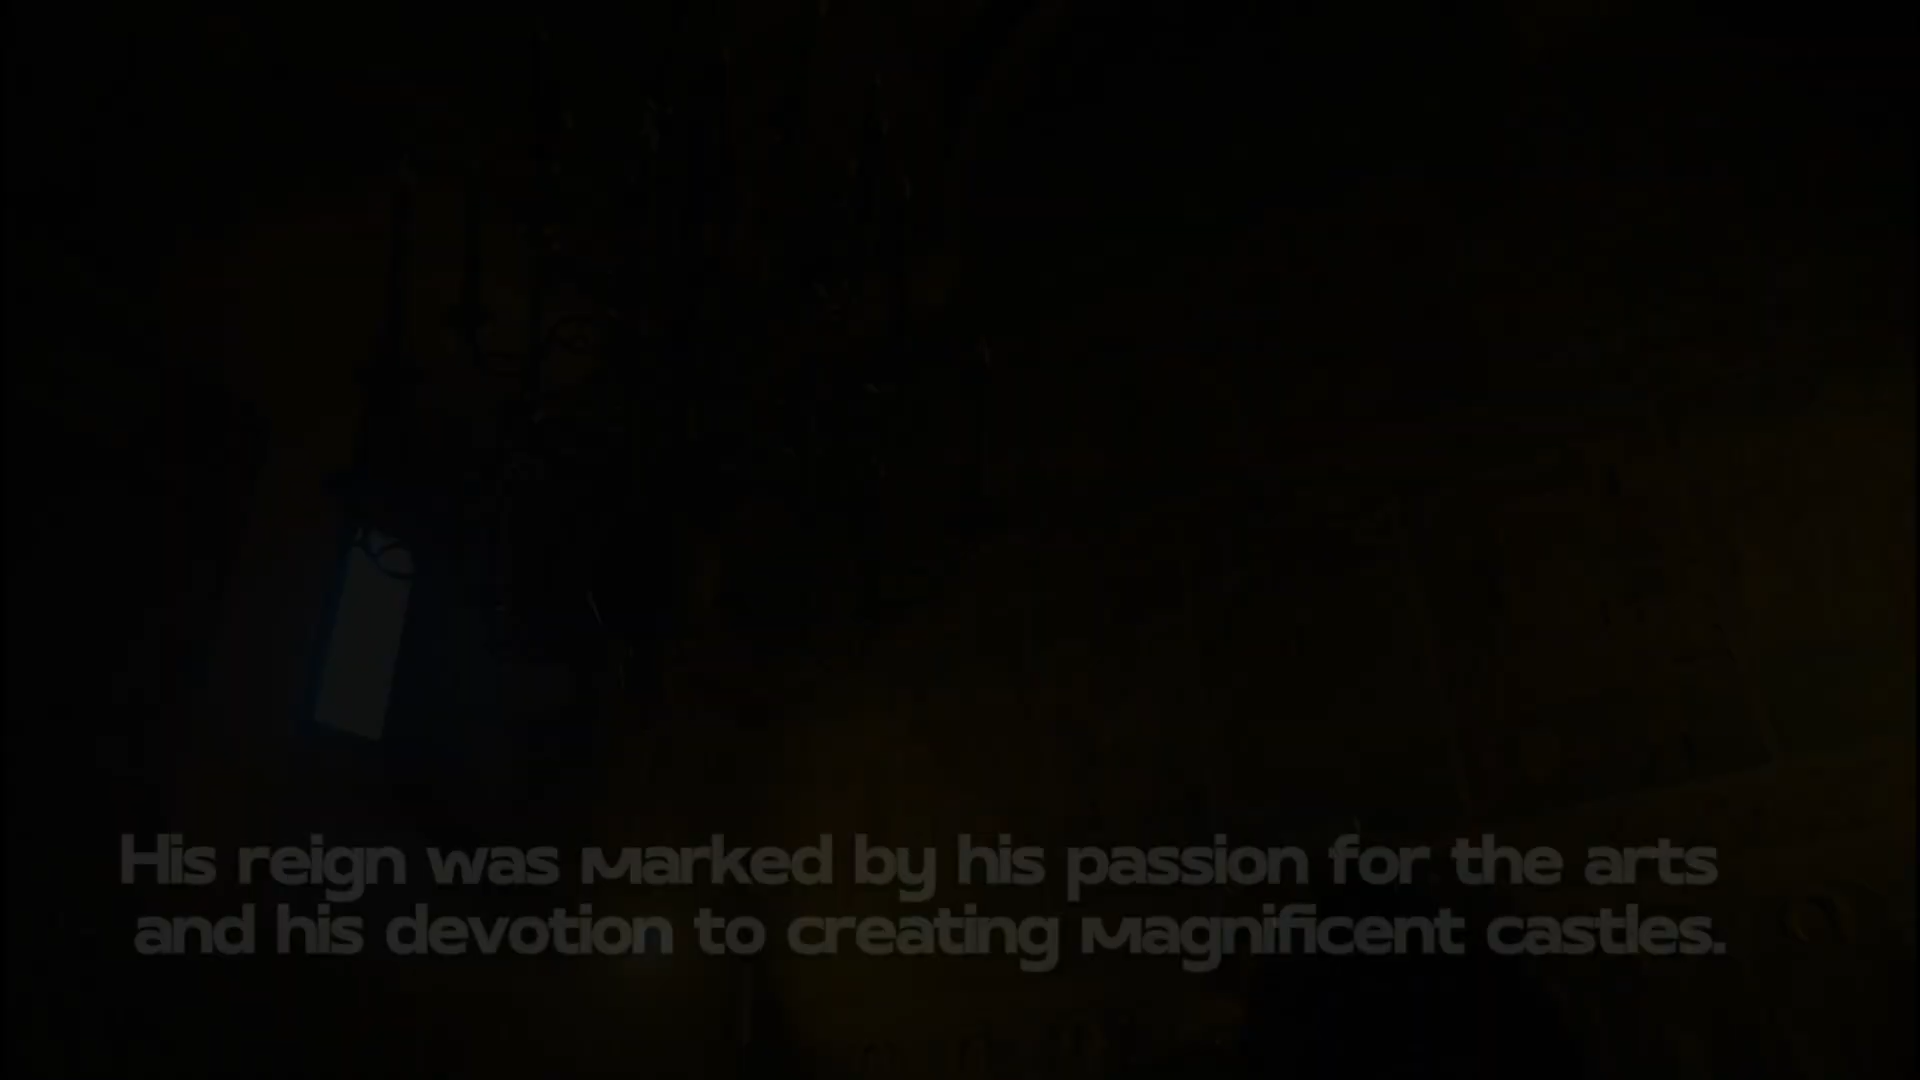 His reign was marked by his passion for the arts
and his devotion to creating magnificent castles.